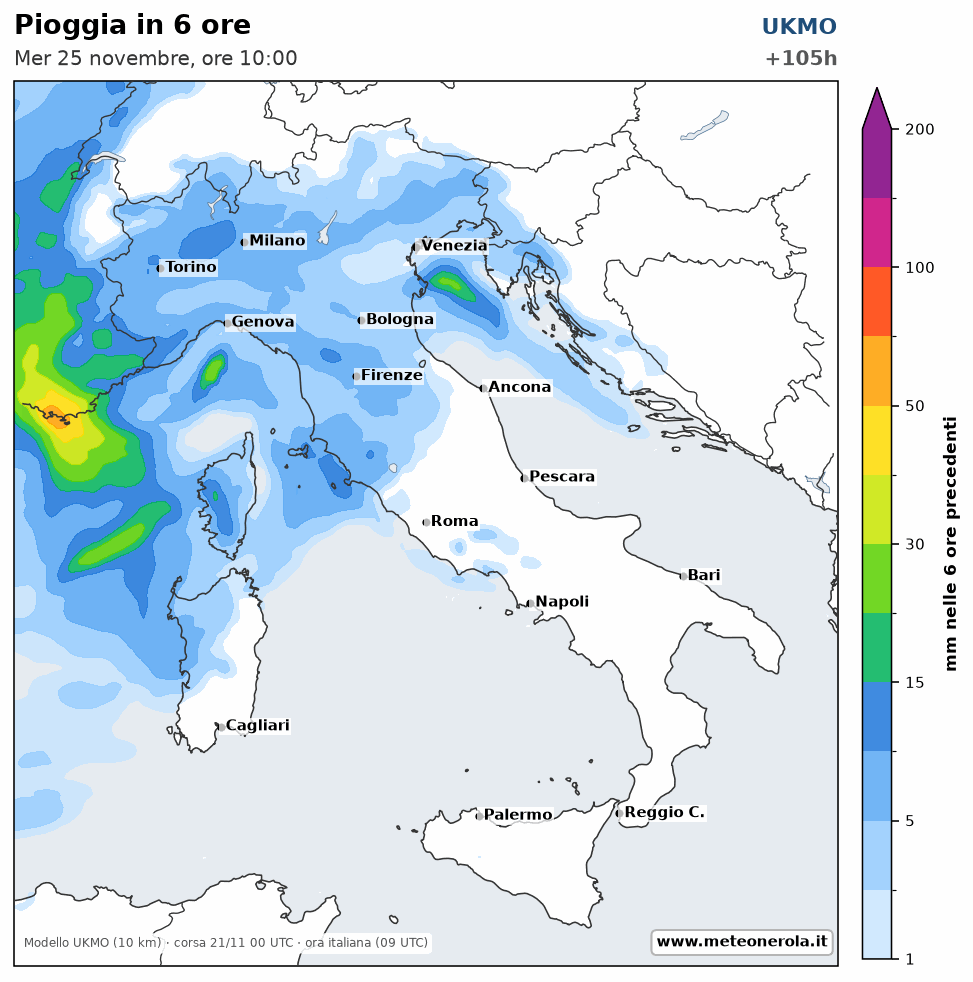 Pioggia in 6 ore
UKMO
Mer 25 novembre, ore 10:00
+105h
200
100
50
30
15
5
1
mm nelle 6 ore precedenti
Milano
Venezia
Torino
Genova
Bologna
Firenze
Ancona
Pescara
Roma
Bari
Napoli
Cagliari
Palermo
Reggio C.
Modello UKMO (10 km) · corsa 21/11 00 UTC · ora italiana (09 UTC)
www.meteonerola.it